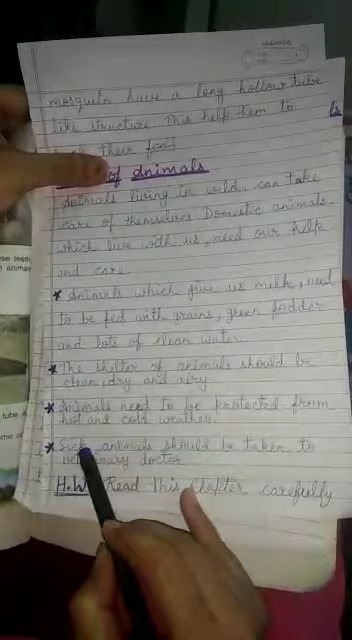 mosquito have a long hollow tube
like structure. This help them to
their food
of Animals
Animals living in wild, can take
care of themselves Domestic animals,
which live with us, need our help
and care
* Animals which give us milk, need
to be fed with grains, green fodder
and lots of clean water.
* The shelter of animals should be
clean, dry and airy
* Animals need to be protected from
hot and cold weather.
* Sick animals should be taken to
veterinary doctor
H.W Read This Chapter carefully